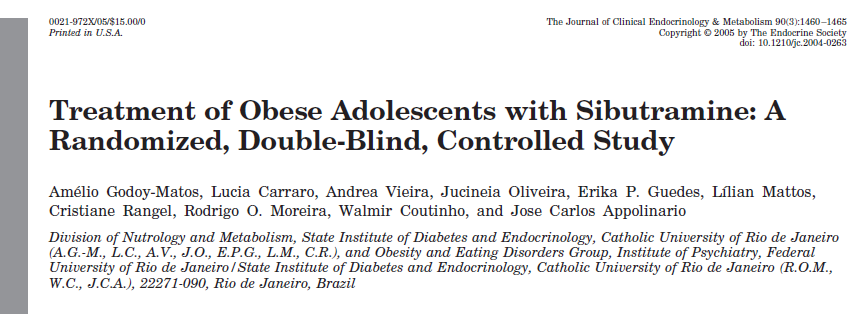 0021-972X/05/$15.00/0
Printed in U.S.A.
The Journal of Clinical Endocrinology & Metabolism 90(3):1460–1465
Copyright © 2005 by The Endocrine Society
doi: 10.1210/jc.2004-0263
Treatment of Obese Adolescents with Sibutramine: A
Randomized, Double-Blind, Controlled Study
Amélio Godoy-Matos, Lucia Carraro, Andrea Vieira, Jucineia Oliveira, Erika P. Guedes, Lílian Mattos,
Cristiane Rangel, Rodrigo O. Moreira, Walmir Coutinho, and Jose Carlos Appolinario
Division of Nutrology and Metabolism, State Institute of Diabetes and Endocrinology, Catholic University of Rio de Janeiro
(A.G.-M., L.C., A.V., J.O., E.P.G., L.M., C.R.), and Obesity and Eating Disorders Group, Institute of Psychiatry, Federal
University of Rio de Janeiro/State Institute of Diabetes and Endocrinology, Catholic University of Rio de Janeiro (R.O.M.,
W.C., J.C.A.), 22271-090, Rio de Janeiro, Brazil